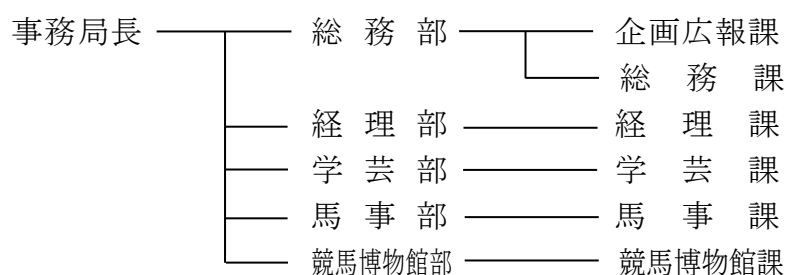 事務局長 総務部 企画広報課
総務課
経理部 経理課
学芸部 学芸課
馬事部 馬事課
競馬博物館部 競馬博物館課